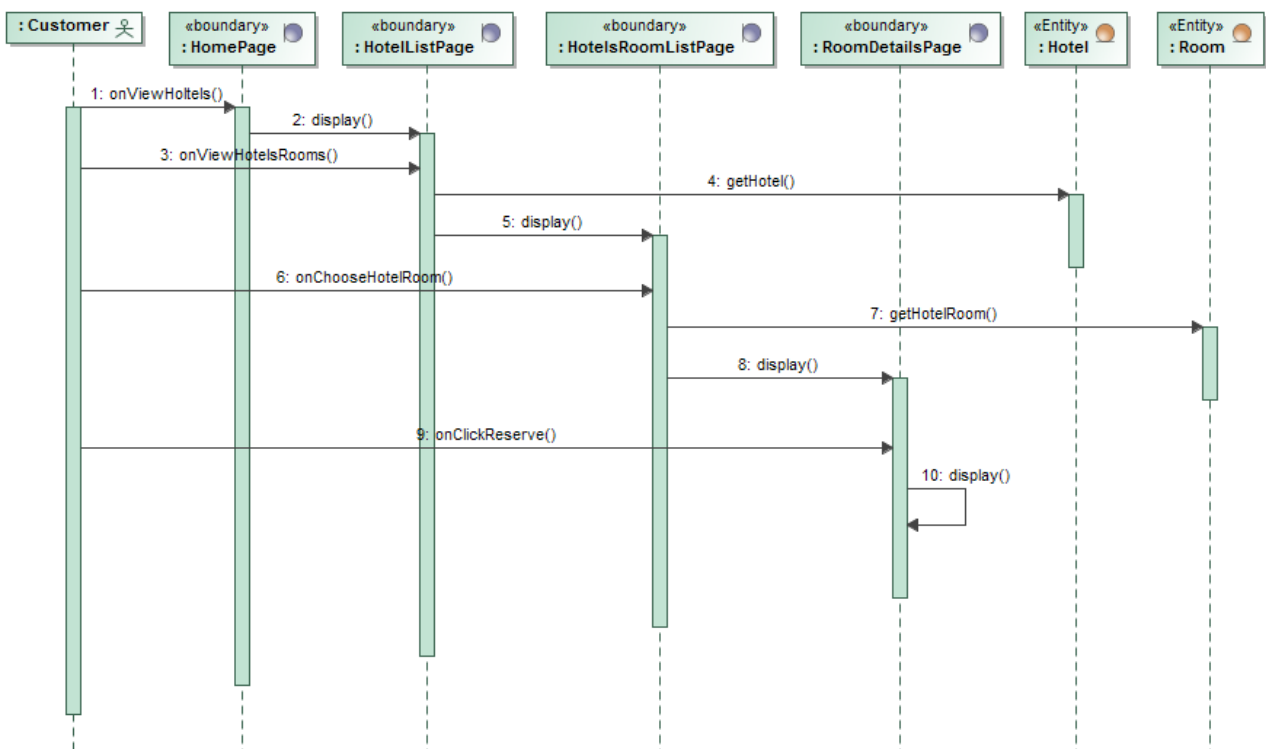 : Customer
«boundary»
: HomePage
«boundary»
: HotelListPage
«boundary»
: HotelsRoomListPage
«boundary»
: RoomDetailsPage
«Entity»
: Hotel
«Entity»
: Room
1: onViewHoltels()
2: display()
3: onViewHotelsRooms()
4: getHotel()
5: display()
6: onChooseHotelRoom()
7: getHotelRoom()
8: display()
9: onClickReserve()
10: display()